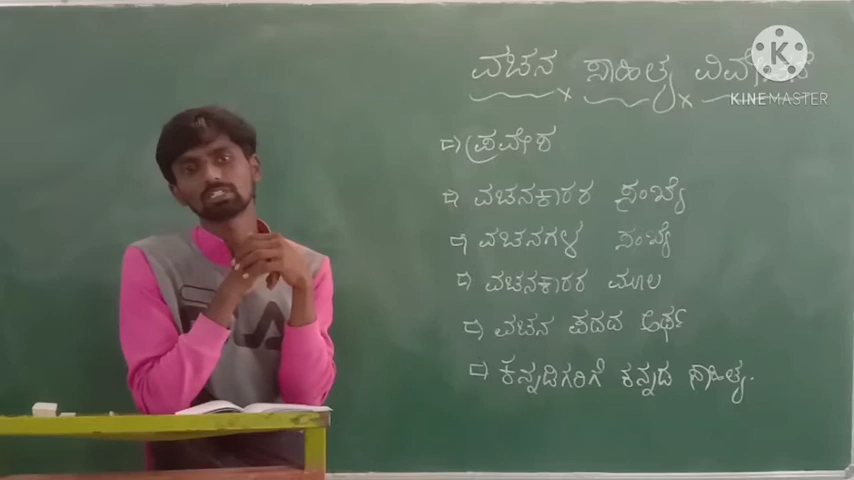 ವಚನ ಸಾಹಿತ್ಯ
KINEMASTER
ಪ್ರವೇಶ
ವಚನಕಾರರ ಸಂಖ್ಯೆ
ವಚನಗಳ ಸಂಖ್ಯೆ
ವಚನಕಾರರ ಮೂಲ
ವಚನ ಪದದ ಅರ್ಥ
ಕನ್ನಡಿಗರಿಗೆ ಕನ್ನಡ ಸಾಹಿತ್ಯ.